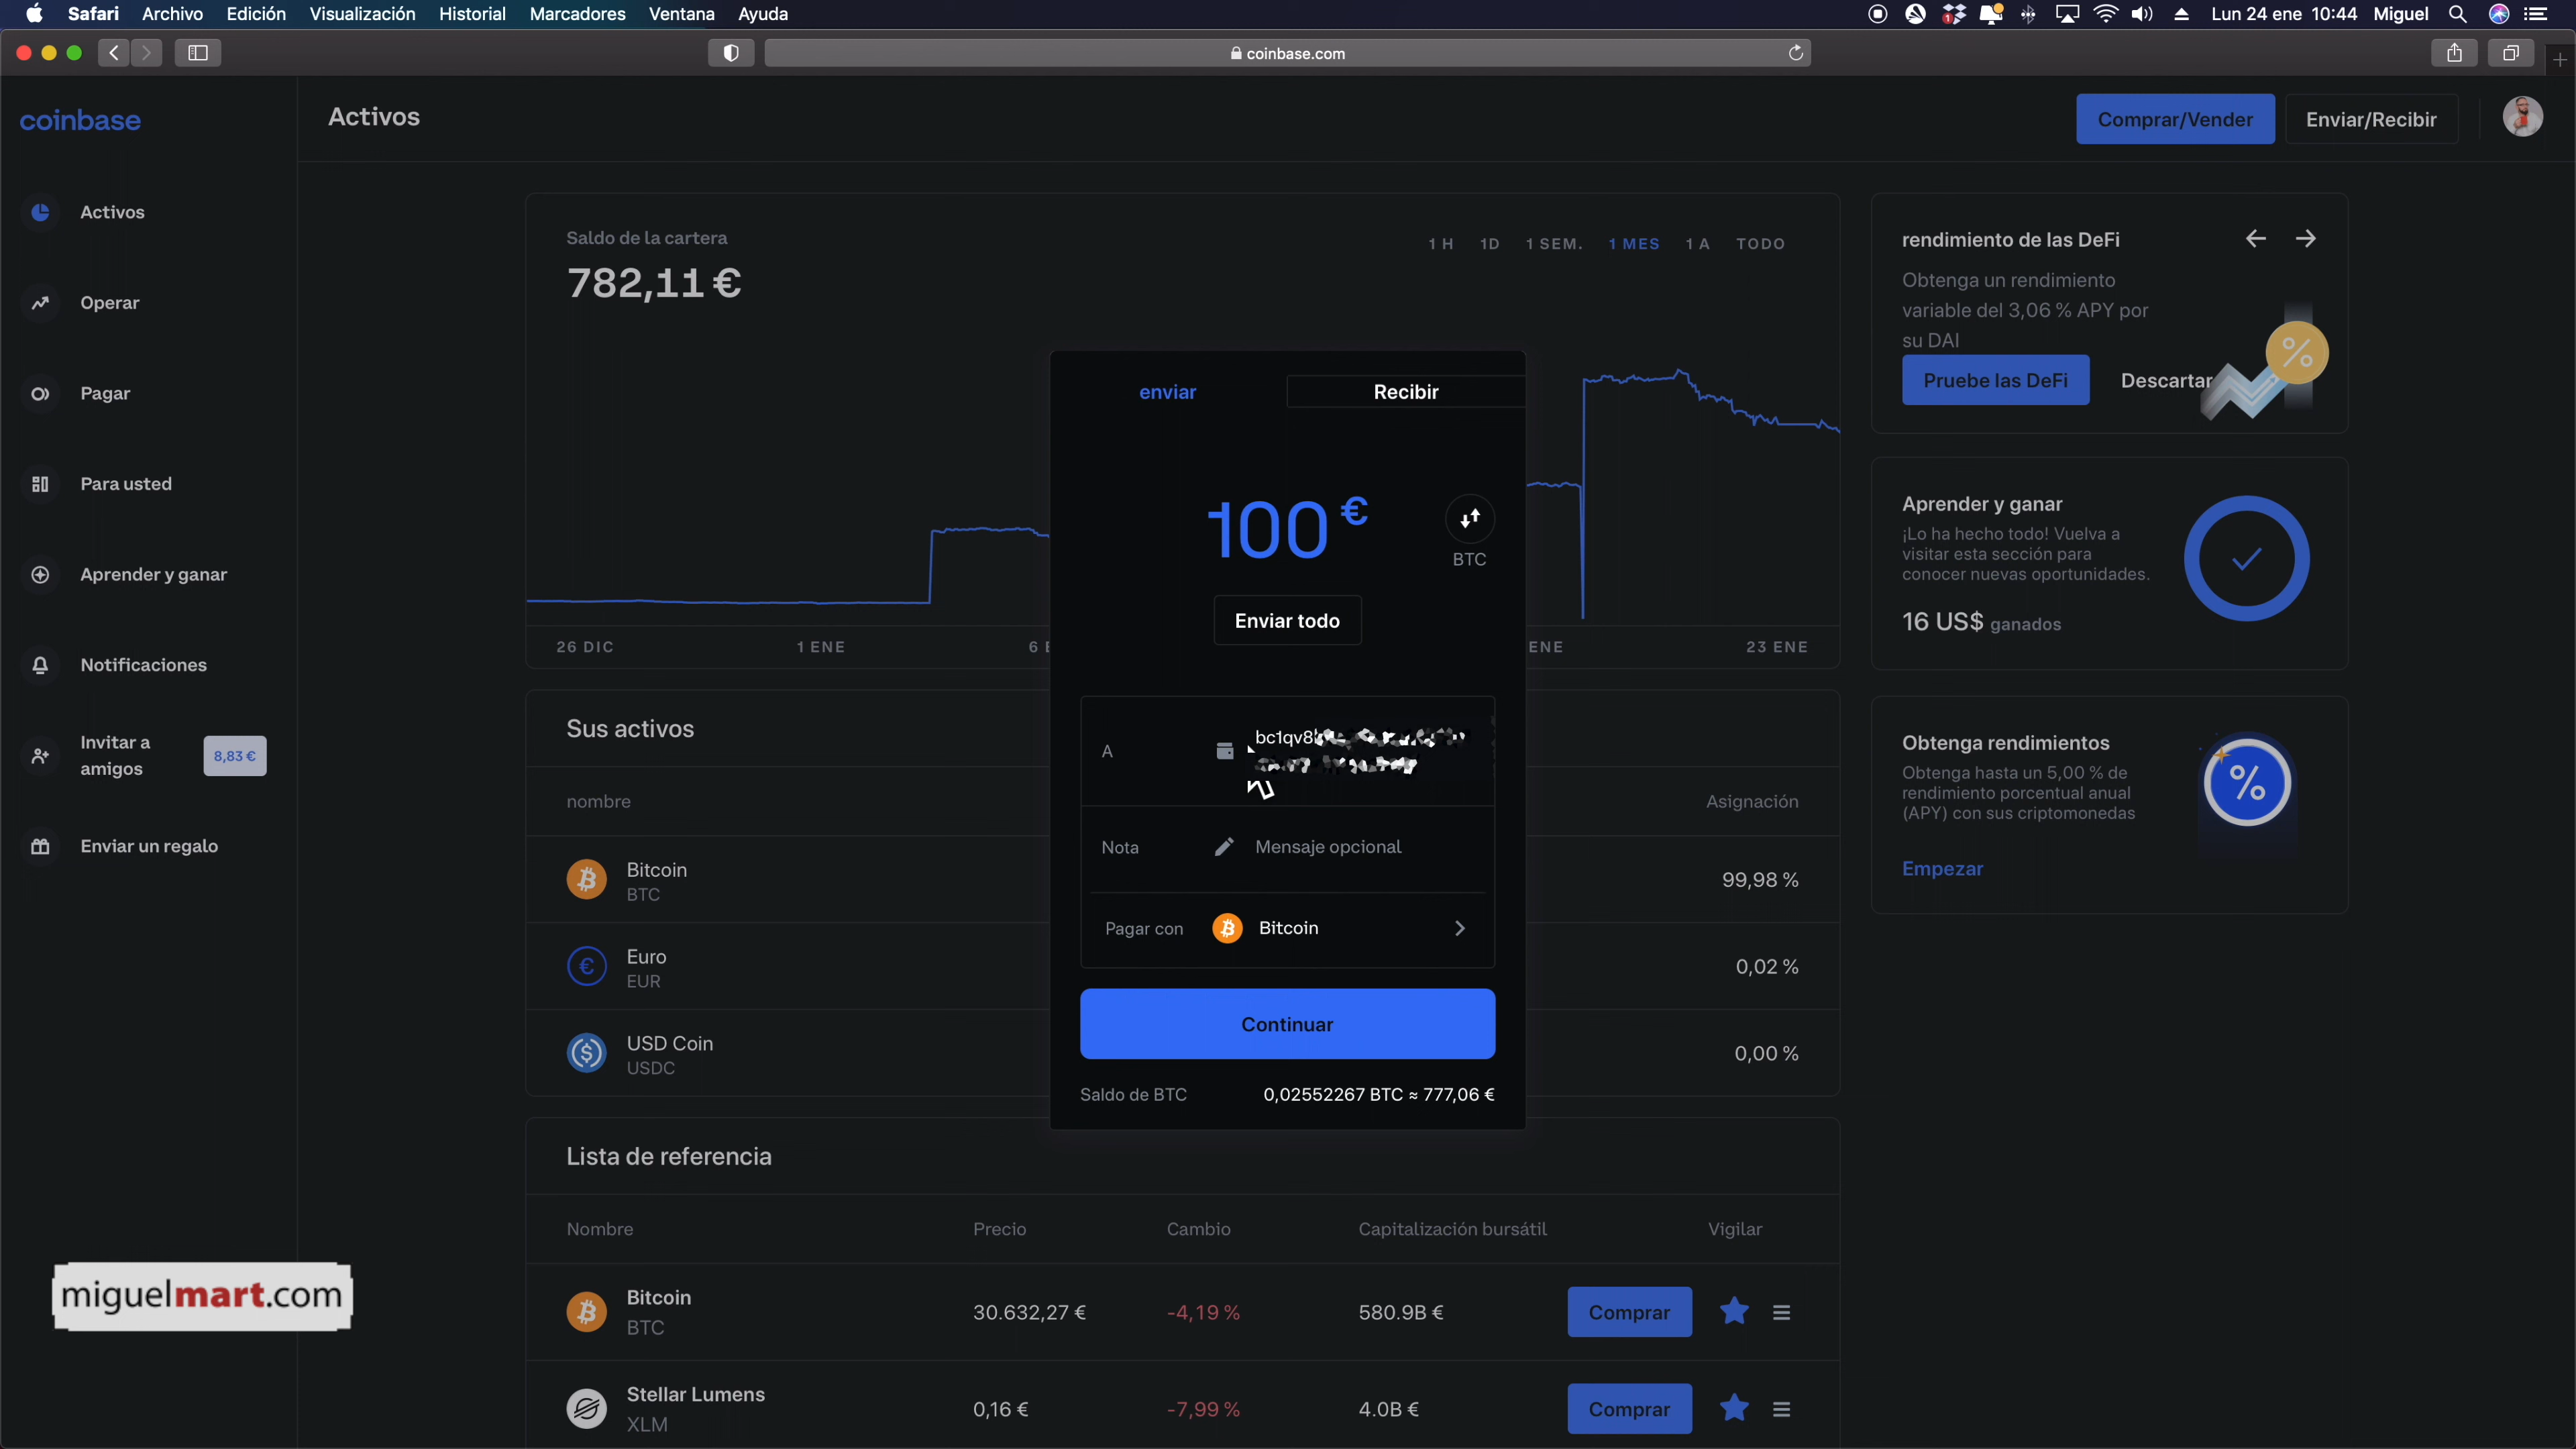 Safari Archivo Edición Visualización Historial Marcadores Ventana Ayuda
1
Lun 24 ene 10:44 Miguel
coinbase.com
coinbase
Activos
Comprar/Vender
Enviar/Recibir
Activos
Operar
Pagar
Para usted
Aprender y ganar
Notificaciones
Invitar a
amigos
8,83 €
Enviar un regalo
Saldo de la cartera
782,11 €
1 H 1D 1 SEM. 1 MES 1 A TODO
26 DIC 1 ENE 6 E ENE 23 ENE
enviar Recibir
100 €
BTC
Enviar todo
A
bc1qv8
Nota Mensaje opcional
Pagar con Bitcoin
Continuar
Saldo de BTC 0,02552267 BTC ≈ 777,06 €
Sus activos
nombre Asignación
Bitcoin
BTC
99,98 %
Euro
EUR
0,02 %
USD Coin
USDC
0,00 %
Lista de referencia
Nombre Precio Cambio Capitalización bursátil Vigilar
Bitcoin
BTC
30.632,27 € -4,19 % 580.9B € Comprar
Stellar Lumens
XLM
0,16 € -7,99 % 4.0B € Comprar
rendimiento de las DeFi
Obtenga un rendimiento
variable del 3,06 % APY por
su DAI
Pruebe las DeFi Descartar
%
Aprender y ganar
¡Lo ha hecho todo! Vuelva a
visitar esta sección para
conocer nuevas oportunidades.
16 US$ ganados
Obtenga rendimientos
Obtenga hasta un 5,00 % de
rendimiento porcentual anual
(APY) con sus criptomonedas
%
Empezar
miguelmart.com